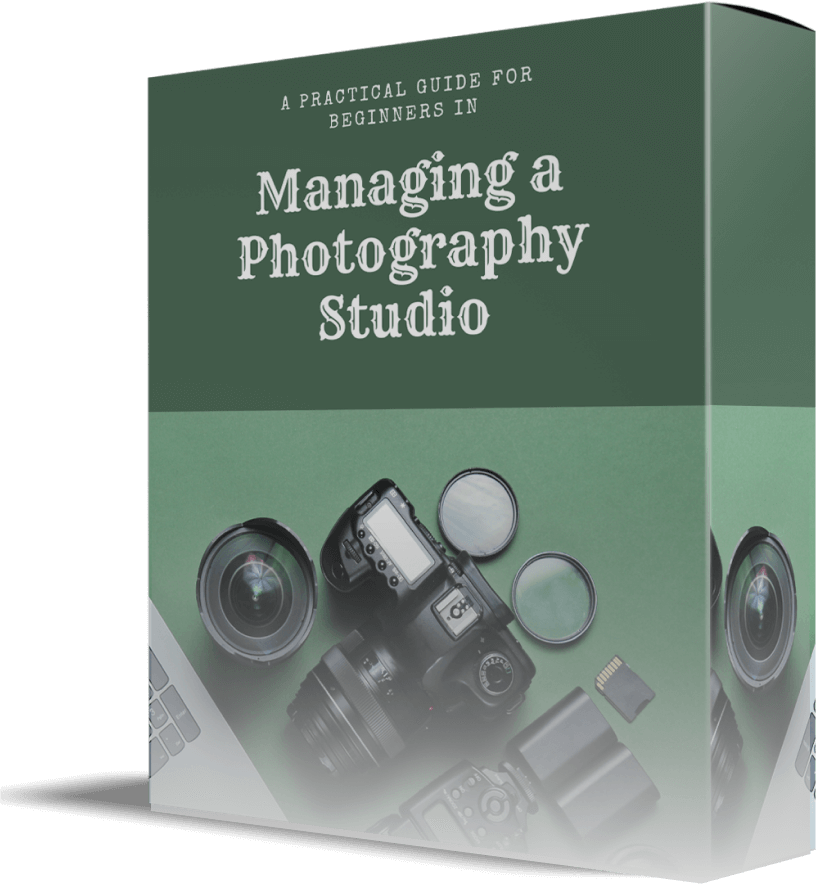 A PRACTICAL GUIDE FOR
BEGINNERS IN
Managing a
Photography
Studio